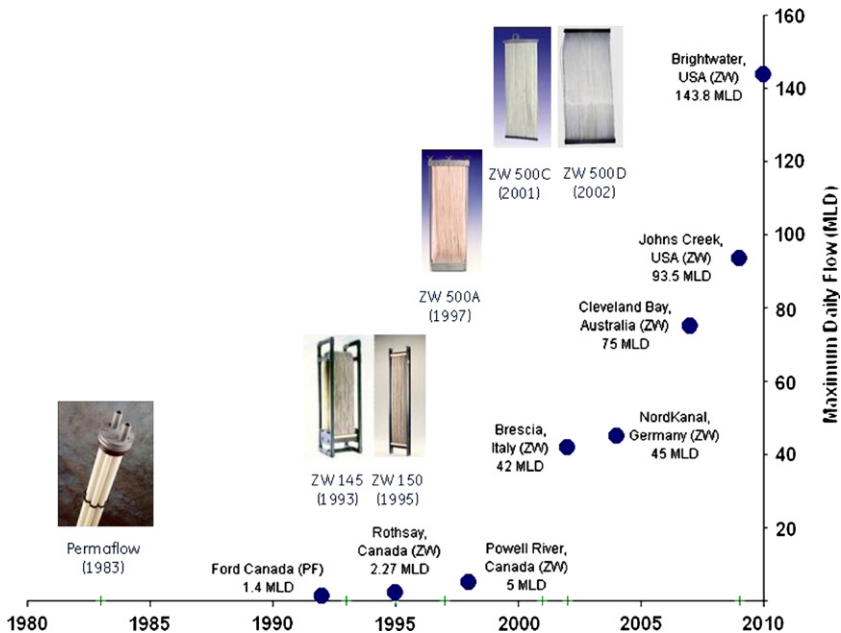 160
Brightwater,
USA (ZW)
143.8 MLD
140
ZW 500C
(2001)
ZW 500D
(2002)
120
100
Johns Creek,
USA (ZW)
93.5 MLD
Maximum Daily Flow (MLD)
ZW 500A
(1997)
Cleveland Bay,
Australia (ZW)
75 MLD
80
60
Brescia,
Italy (ZW)
42 MLD
NordKanal,
Germany (ZW)
45 MLD
40
ZW 145
(1993)
ZW 150
(1995)
20
Permaflow
(1983)
Ford Canada (PF)
1.4 MLD
Rothsay,
Canada (ZW)
2.27 MLD
Powell River,
Canada (ZW)
5 MLD
1980
1985
1990
1995
2000
2005
2010